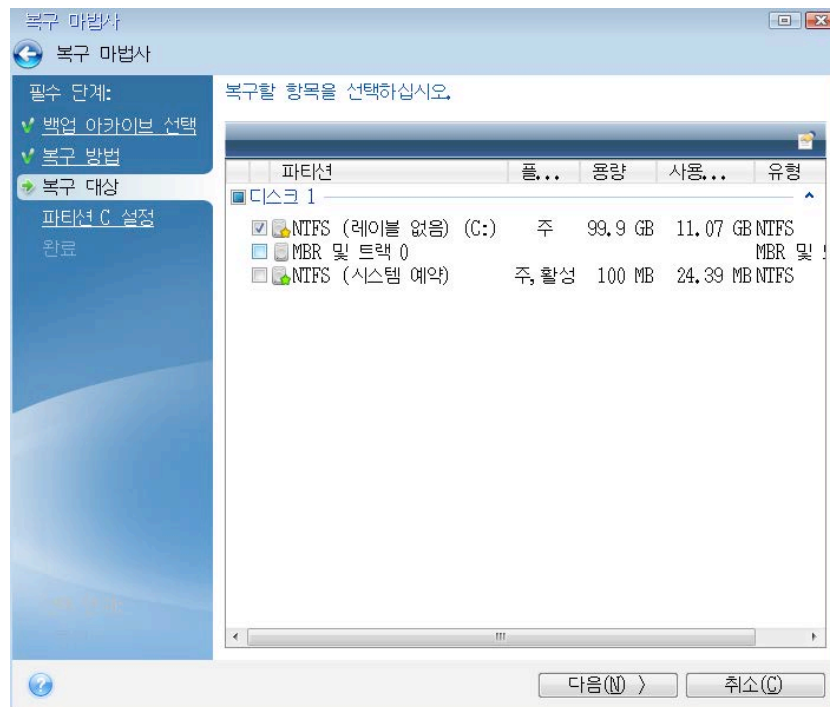 복구 마법사
복구 마법사
필수 단계:
백업 아카이브 선택
복구 방법
복구 대상
파티션 C 설정
완료
복구할 항목을 선택하십시오.
파티션 플... 용량 사용... 유형
디스크 1
NTFS (레이블 없음) (C:) 주 99.9 GB 11.07 GB NTFS
MBR 및 트랙 0 MBR 및
NTFS (시스템 예약) 주, 활성 100 MB 24.39 MB NTFS
다음(N) >
취소(C)